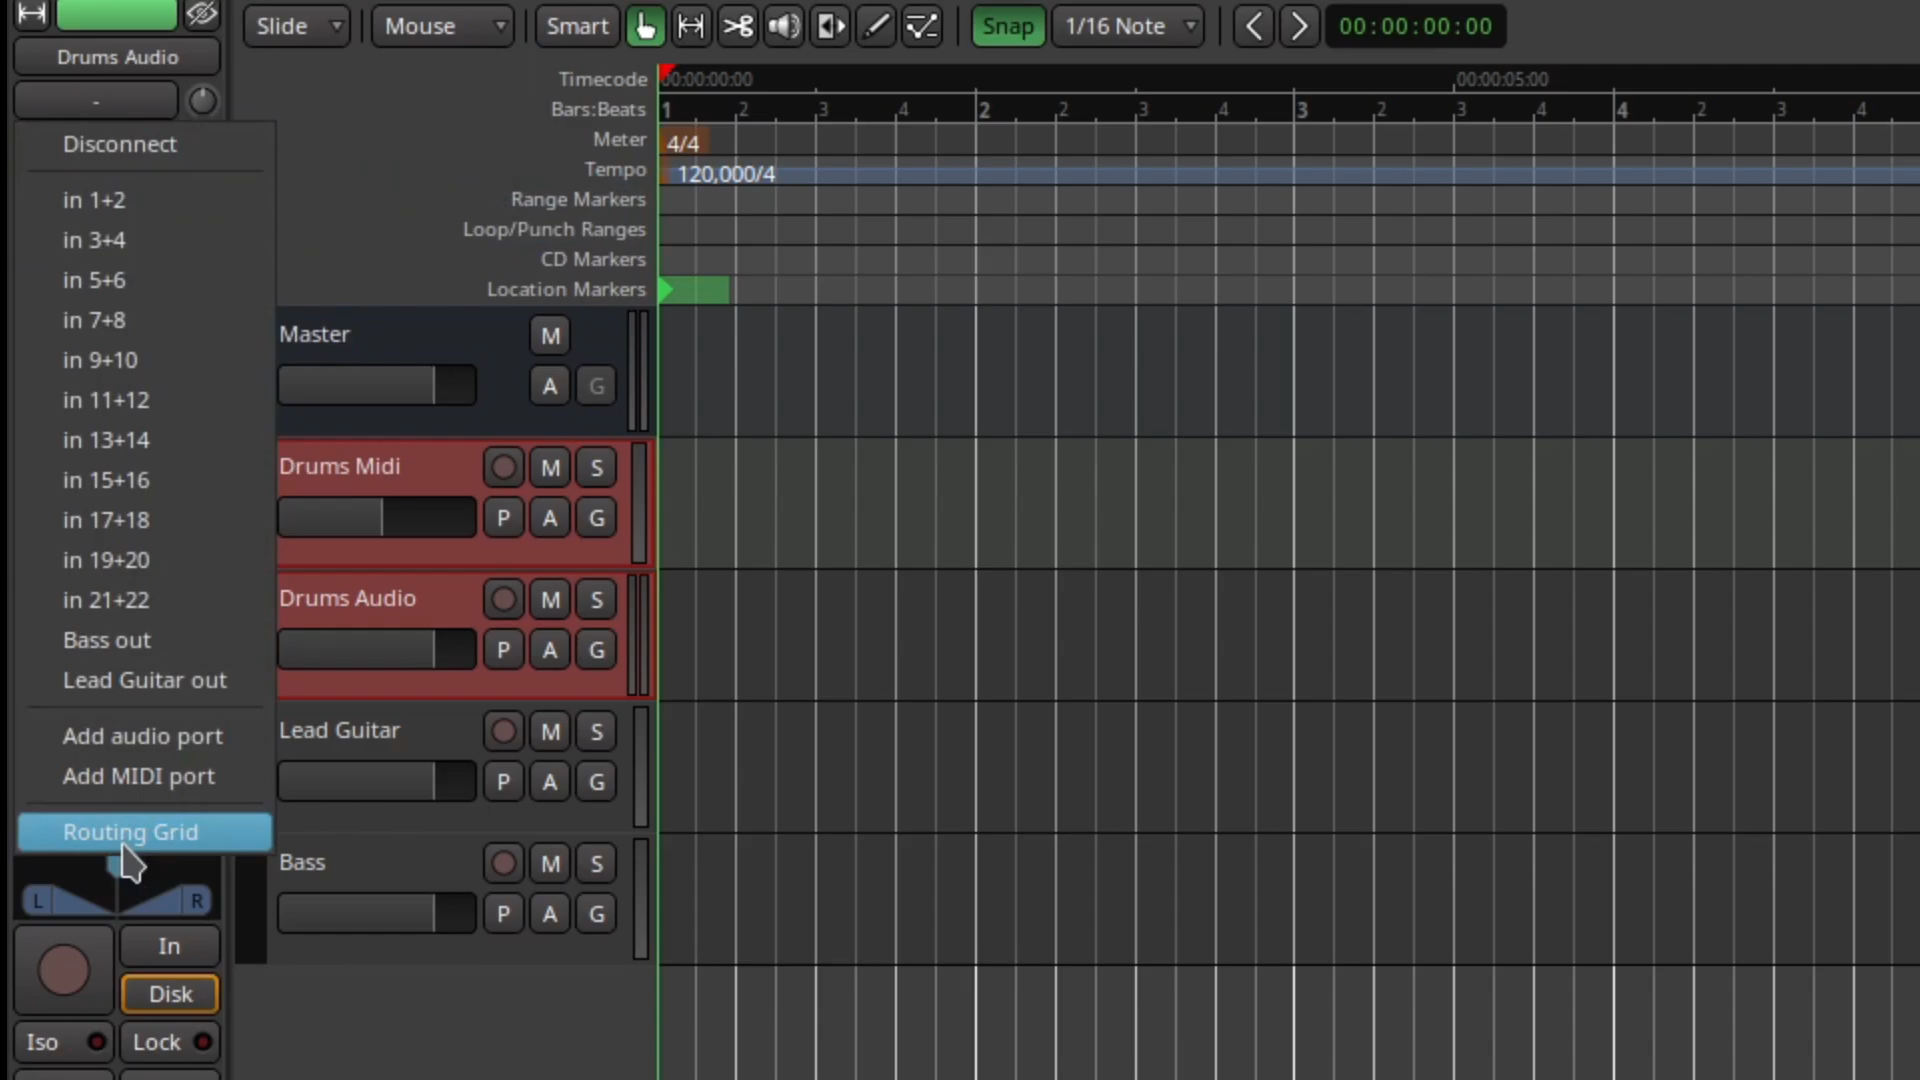 Slide Mouse Smart Snap 1/16 Note 00:00:00:00
Drums Audio
-
Timecode 00:00:00:00 00:00:05:00
Bars:Beats 1 2 3 4 2 2 3 4 3 2 3 4 4 2 3 4
Meter 4/4
Tempo 120,000/4
Range Markers
Loop/Punch Ranges
CD Markers
Location Markers
Disconnect
in 1+2
in 3+4
in 5+6
in 7+8
in 9+10
in 11+12
in 13+14
in 15+16
in 17+18
in 19+20
in 21+22
Bass out
Lead Guitar out
Add audio port
Add MIDI port
Routing Grid
Master M
A G
Drums Midi M S
P A G
Drums Audio M S
P A G
Lead Guitar M S
P A G
Bass M S
P A G
L R
In
Disk
Iso Lock